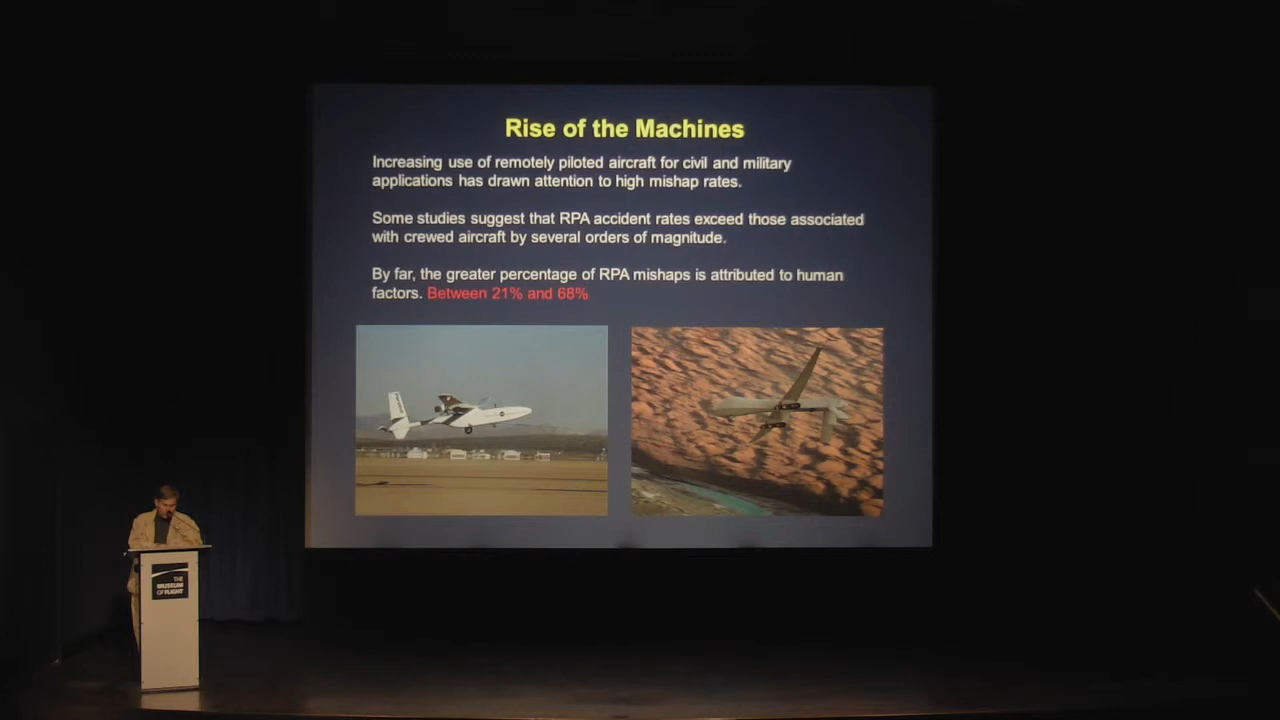 Rise of the Machines
Increasing use of remotely piloted aircraft for civil and military
applications has drawn attention to high mishap rates.
Some studies suggest that RPA accident rates exceed those associated
with crewed aircraft by several orders of magnitude.
By far, the greater percentage of RPA mishaps is attributed to human
factors. Between 21% and 68%
THE
MUSEUM
OF FLIGHT